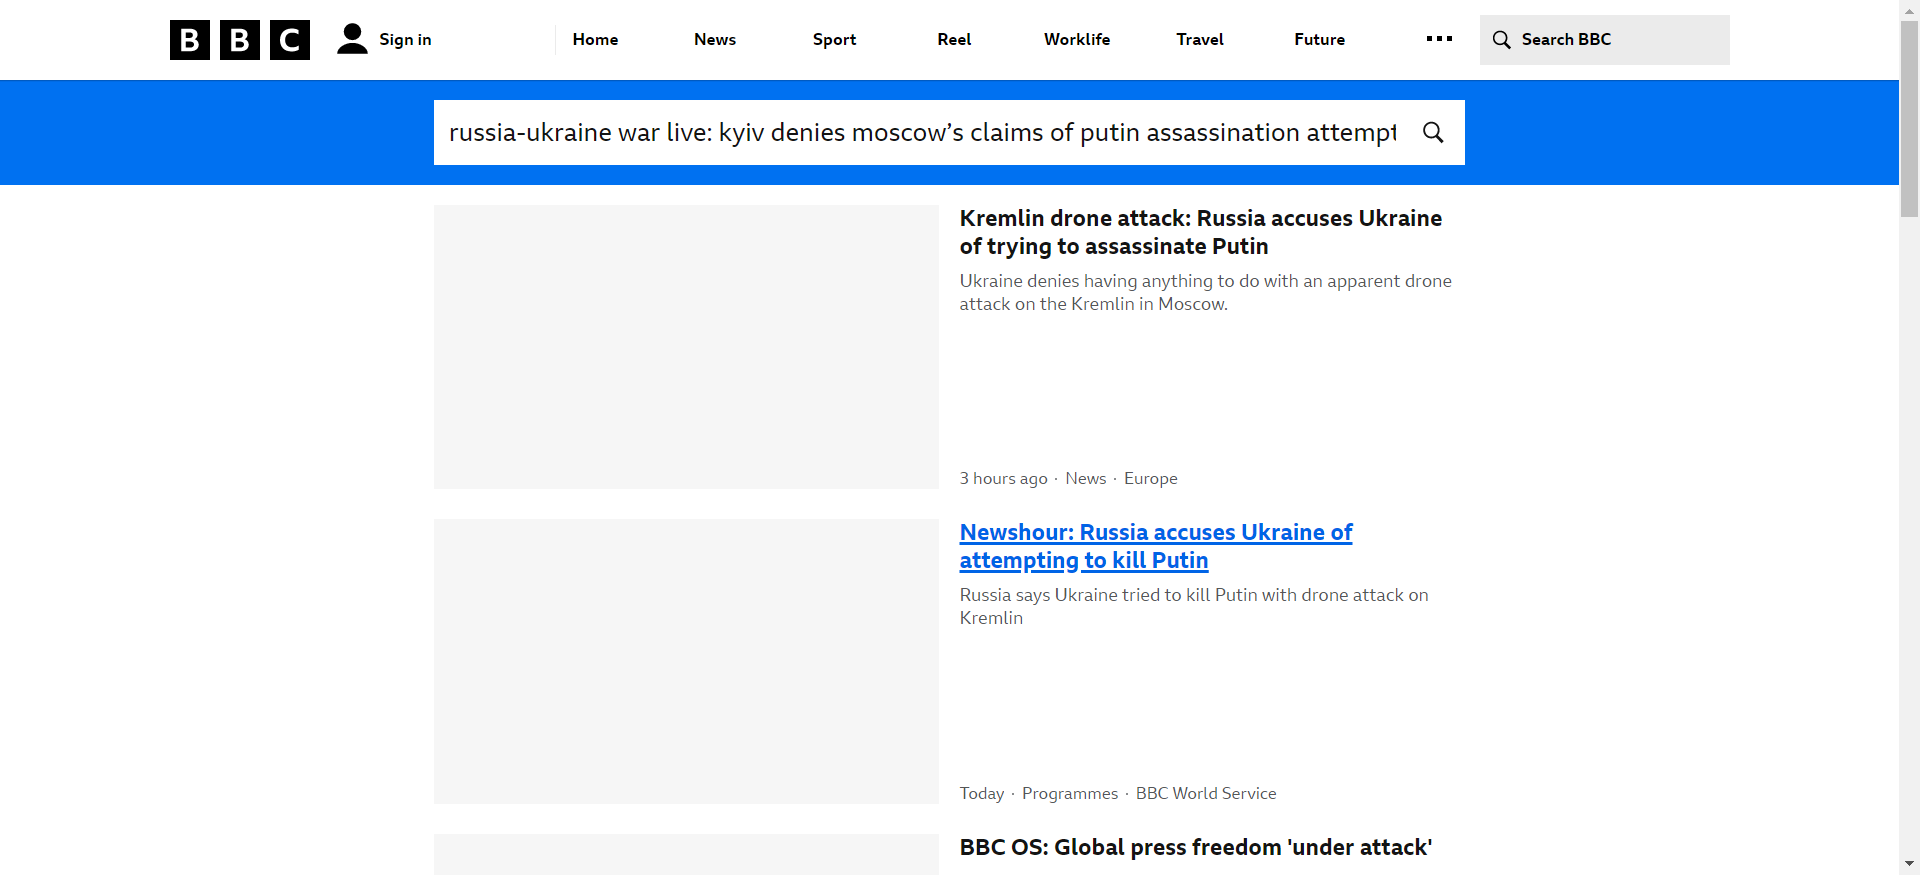 BBC
Sign in
Home
News
Sport
Reel
Worklife
Travel
Future
Search BBC
russia-ukraine war live: kyiv denies moscow’s claims of putin assassination attempt
Kremlin drone attack: Russia accuses Ukraine
of trying to assassinate Putin
Ukraine denies having anything to do with an apparent drone
attack on the Kremlin in Moscow.
3 hours ago · News · Europe
Newshour: Russia accuses Ukraine of
attempting to kill Putin
Russia says Ukraine tried to kill Putin with drone attack on
Kremlin
Today · Programmes · BBC World Service
BBC OS: Global press freedom 'under attack'